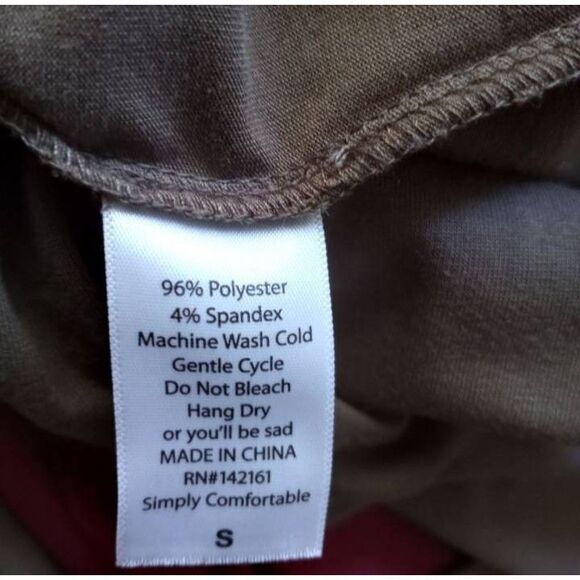 96% Polyester
4% Spandex
Machine Wash Cold
Gentle Cycle
Do Not Bleach
Hang Dry
or you'll be sad
MADE IN CHINA
RN#142161
Simply Comfortable
S